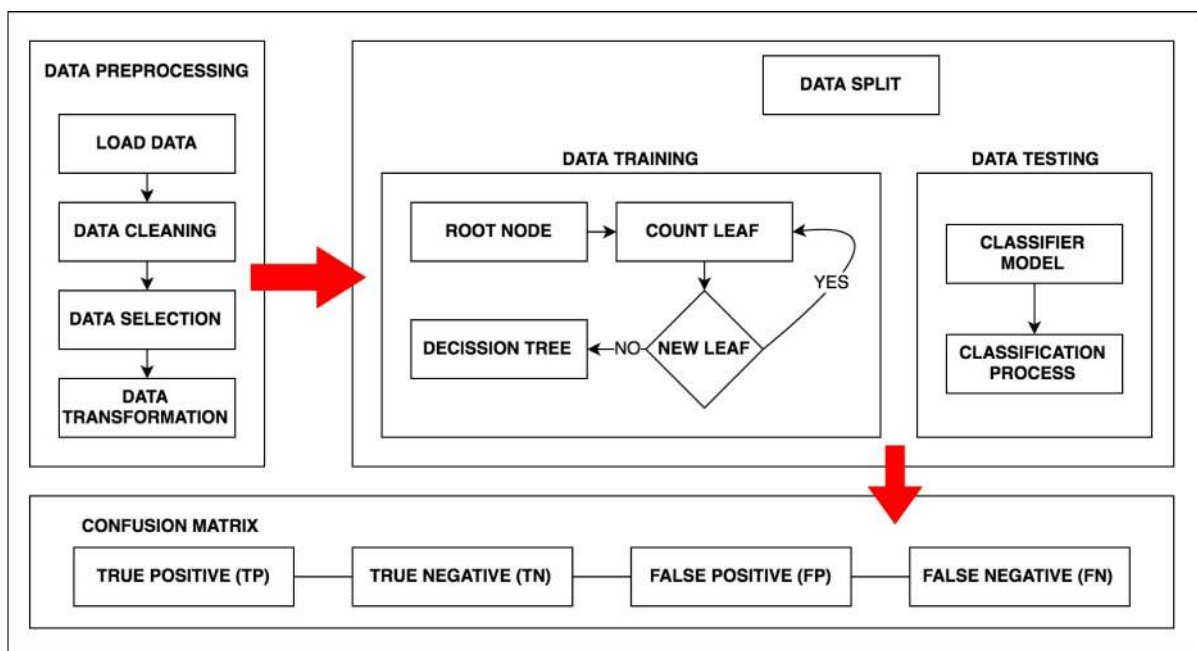 DATA PREPROCESSING
LOAD DATA
DATA CLEANING
DATA SELECTION
DATA
TRANSFORMATION
DATA SPLIT
DATA TRAINING
ROOT NODE
COUNT LEAF
YES
NEW LEAF
NO
DECISSION TREE
DATA TESTING
CLASSIFIER
MODEL
CLASSIFICATION
PROCESS
CONFUSION MATRIX
TRUE POSITIVE (TP)
TRUE NEGATIVE (TN)
FALSE POSITIVE (FP)
FALSE NEGATIVE (FN)